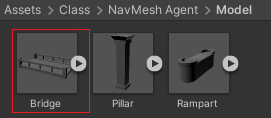 Assets > Class > NavMesh Agent > Model
Bridge Pillar Rampart